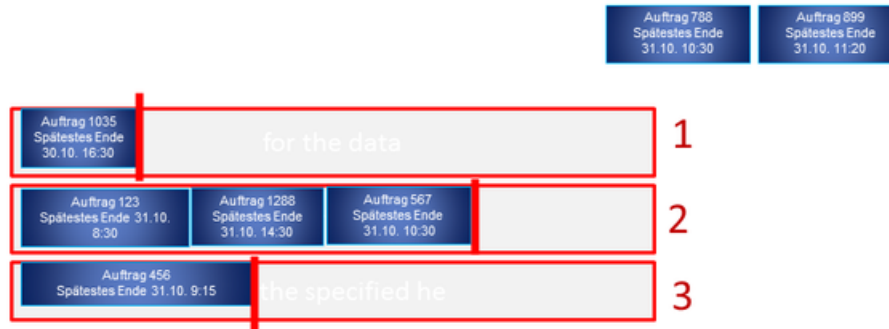 Auftrag 788
Spätestes Ende
31.10. 10:30
Auftrag 899
Spätestes Ende
31.10. 11:20
Auftrag 1035
Spätestes Ende
30.10. 16:30
for the data
1
Auftrag 123
Spätestes Ende 31.10.
8:30
Auftrag 1288
Spätestes Ende
31.10. 14:30
Auftrag 567
Spätestes Ende
31.10. 10:30
2
Auftrag 456
Spätestes Ende 31.10. 9:15
the specified he
3